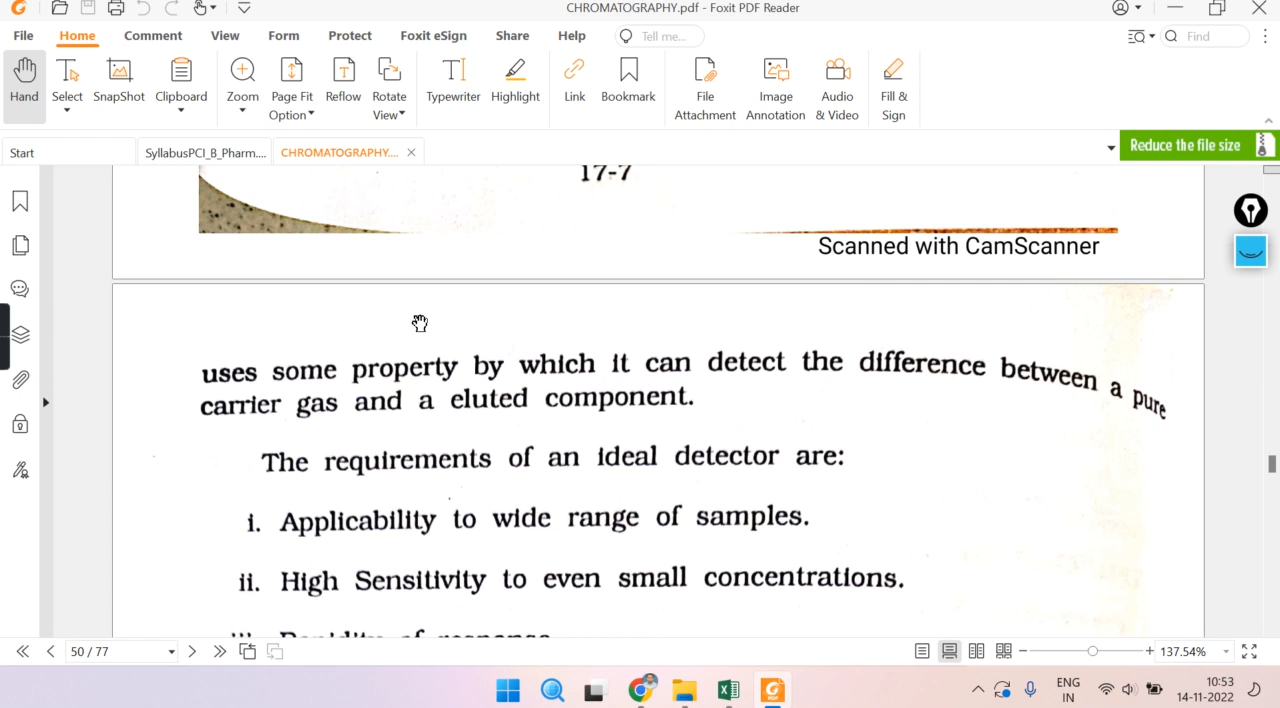 CHROMATOGRAPHY.pdf - Foxit PDF Reader
File Home Comment View Form Protect Foxit eSign Share Help Tell me... Find
Hand Select SnapShot Clipboard Zoom Page Fit Option Reflow Rotate View Typewriter Highlight Link Bookmark File Attachment Image Annotation Audio & Video Fill & Sign
Start SyllabusPCI_B_Pharm.... CHROMATOGRAPHY.... Reduce the file size
17-7
Scanned with CamScanner
uses some property by which it can detect the difference between a pure
carrier gas and a eluted component.
The requirements of an ideal detector are:
i. Applicability to wide range of samples.
ii. High Sensitivity to even small concentrations.
iii. Rapidity of response
50 / 77 137.54%
ENG 10:53
IN 14-11-2022